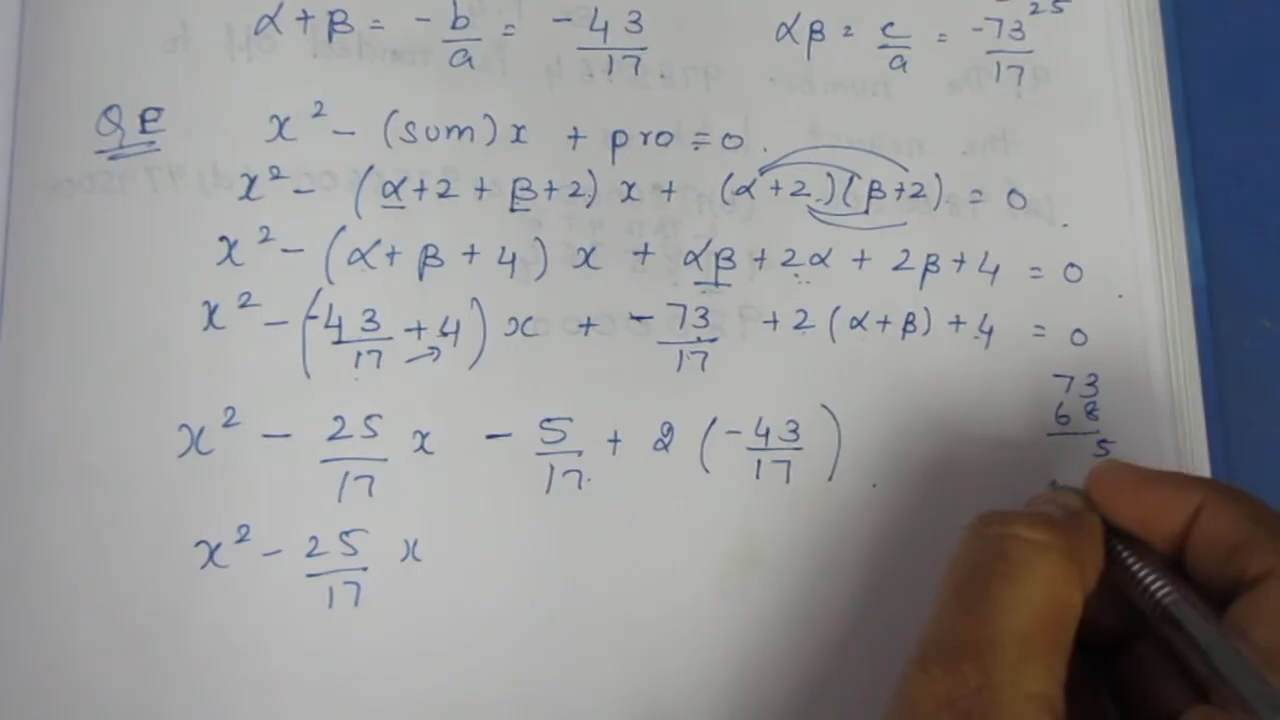 α + β = - b/a = -43/17. αβ = c/a = -73/17 25
QE x² - (sum)x + pro = 0.
x² - (α+2 + β+2) x + (α+2.)(β+2). = 0.
x² - (α+ β + 4) x + αβ + 2α + 2β + 4 = 0.
x² - (-43/17 + 4) x + -73/17 + 2 (α+β) + 4 = 0
73
68
5
x² - 25/17 x - 5/17. + 2 (-43/17).
x² - 25/17 x